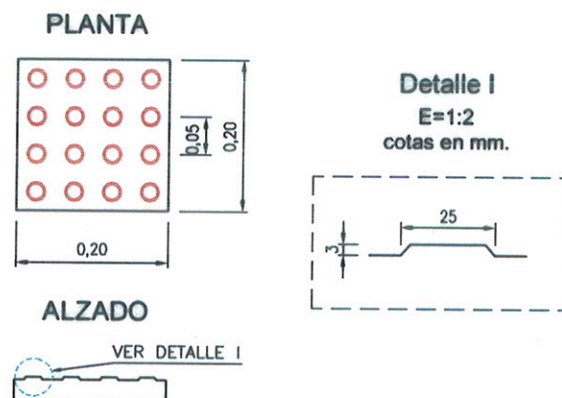 PLANTA
0,05
0,20
0,20
Detalle I
E=1:2
cotas en mm.
25
3
ALZADO
VER DETALLE I